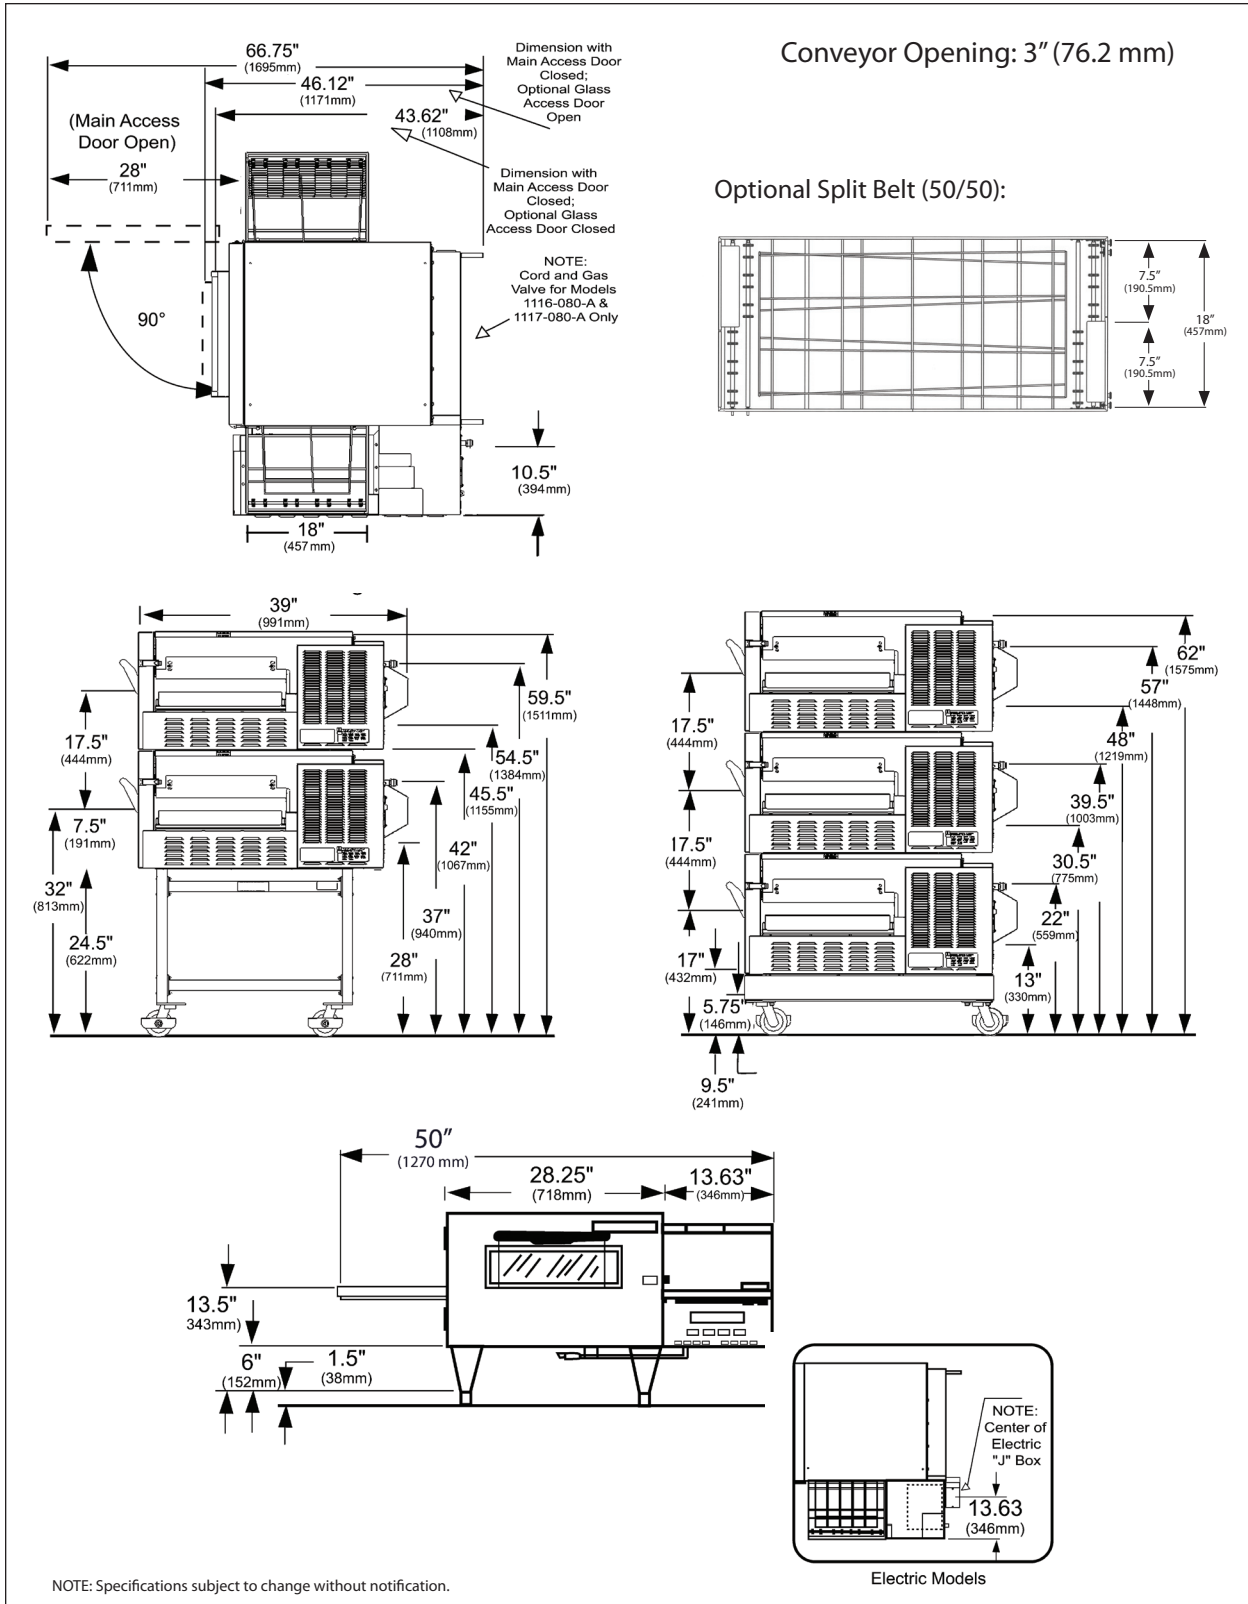 Conveyor Opening: 3” (76.2 mm)
66.75"
(1695mm)
46.12"
(1171mm)
43.62"
(1108mm)
Dimension with
Main Access Door
Closed;
Optional Glass
Access Door
Open
(Main Access
Door Open)
28"
(711mm)
Dimension with
Main Access Door
Closed;
Optional Glass
Access Door Closed
NOTE:
Cord and Gas
Valve for Models
1116-080-A &
1117-080-A Only
90°
10.5"
(394mm)
18"
(457mm)
Optional Split Belt (50/50):
7.5”
(190.5mm)
18”
(457mm)
7.5”
(190.5mm)
39"
(991mm)
59.5"
(1511mm)
17.5"
(444mm)
54.5"
(1384mm)
45.5"
(1155mm)
7.5"
(191mm)
42"
(1067mm)
32"
(813mm)
37"
(940mm)
24.5"
(622mm)
28"
(711mm)
62"
(1575mm)
57"
(1448mm)
17.5"
(444mm)
48"
(1219mm)
39.5"
(1003mm)
17.5"
(444mm)
30.5"
(775mm)
22"
(559mm)
17"
(432mm)
13"
(330mm)
5.75"
(146mm)
9.5"
(241mm)
50”
(1270 mm)
28.25"
(718mm)
13.63"
(346mm)
13.5"
343mm)
6"
(152mm)
1.5"
(38mm)
NOTE:
Center of
Electric
"J" Box
13.63
(346mm)
Electric Models
NOTE: Specifications subject to change without notification.